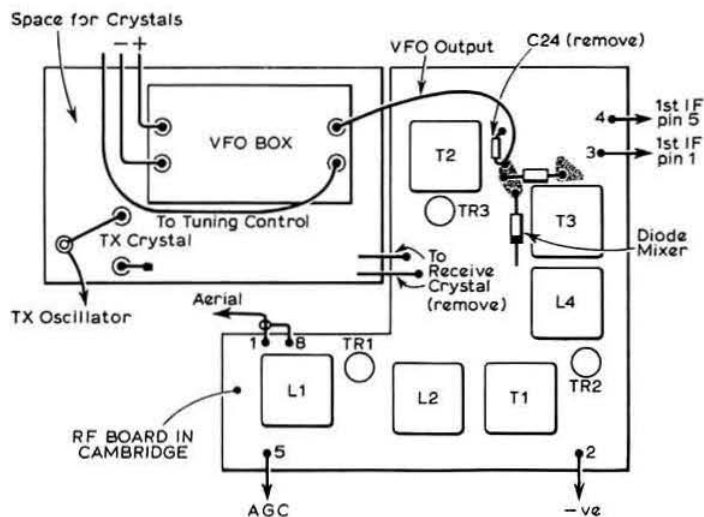 Space for Crystals
− +
VFO Output
C24 (remove)
VFO BOX
T2
4
1st IF
pin 5
3
1st IF
pin 1
TR3
T3
To Tuning Control
TX Crystal
Diode
Mixer
To
Receive
Crystal
(remove)
L4
TX Oscillator
Aerial
1
8
TR1
TR2
L1
L2
T1
RF BOARD IN
CAMBRIDGE
5
2
AGC
−ve